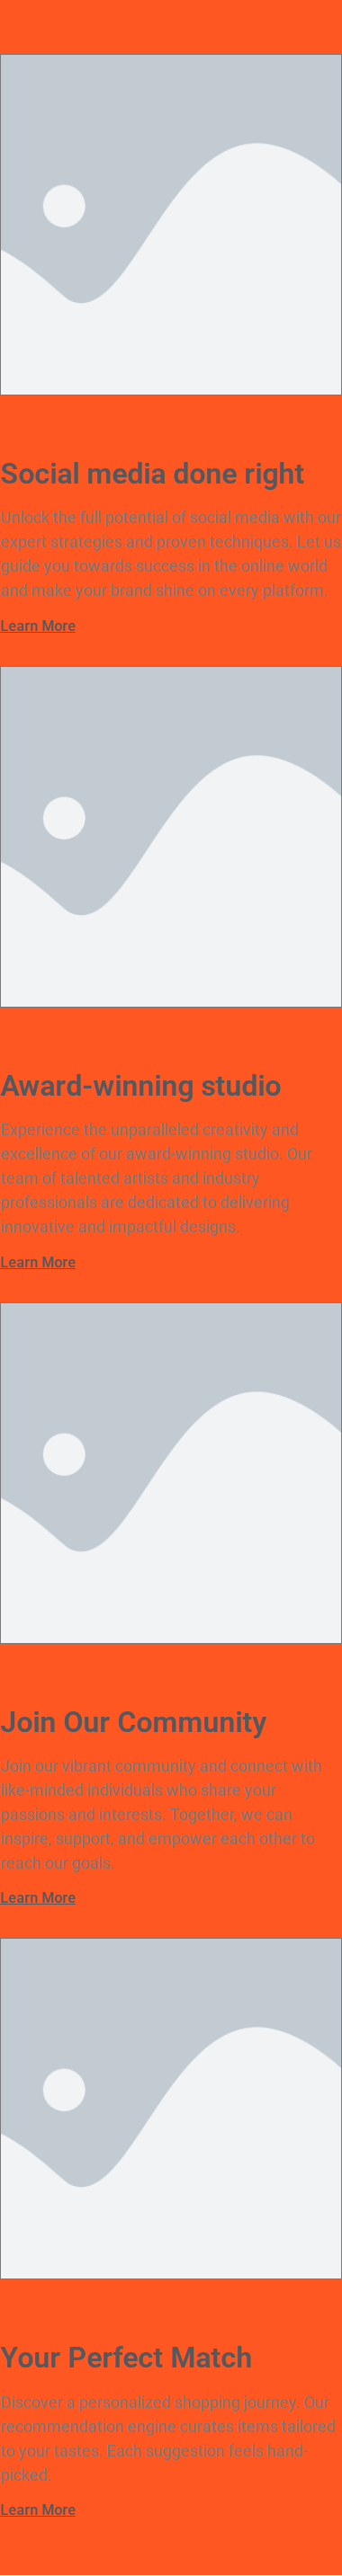 Social media done right
Unlock the full potential of social media with our
expert strategies and proven techniques. Let us
guide you towards success in the online world
and make your brand shine on every platform.
Learn More
Award-winning studio
Experience the unparalleled creativity and
excellence of our award-winning studio. Our
team of talented artists and industry
professionals are dedicated to delivering
innovative and impactful designs.
Learn More
Join Our Community
Join our vibrant community and connect with
like-minded individuals who share your
passions and interests. Together, we can
inspire, support, and empower each other to
reach our goals.
Learn More
Your Perfect Match
Discover a personalized shopping journey. Our
recommendation engine curates items tailored
to your tastes. Each suggestion feels hand-
picked.
Learn More